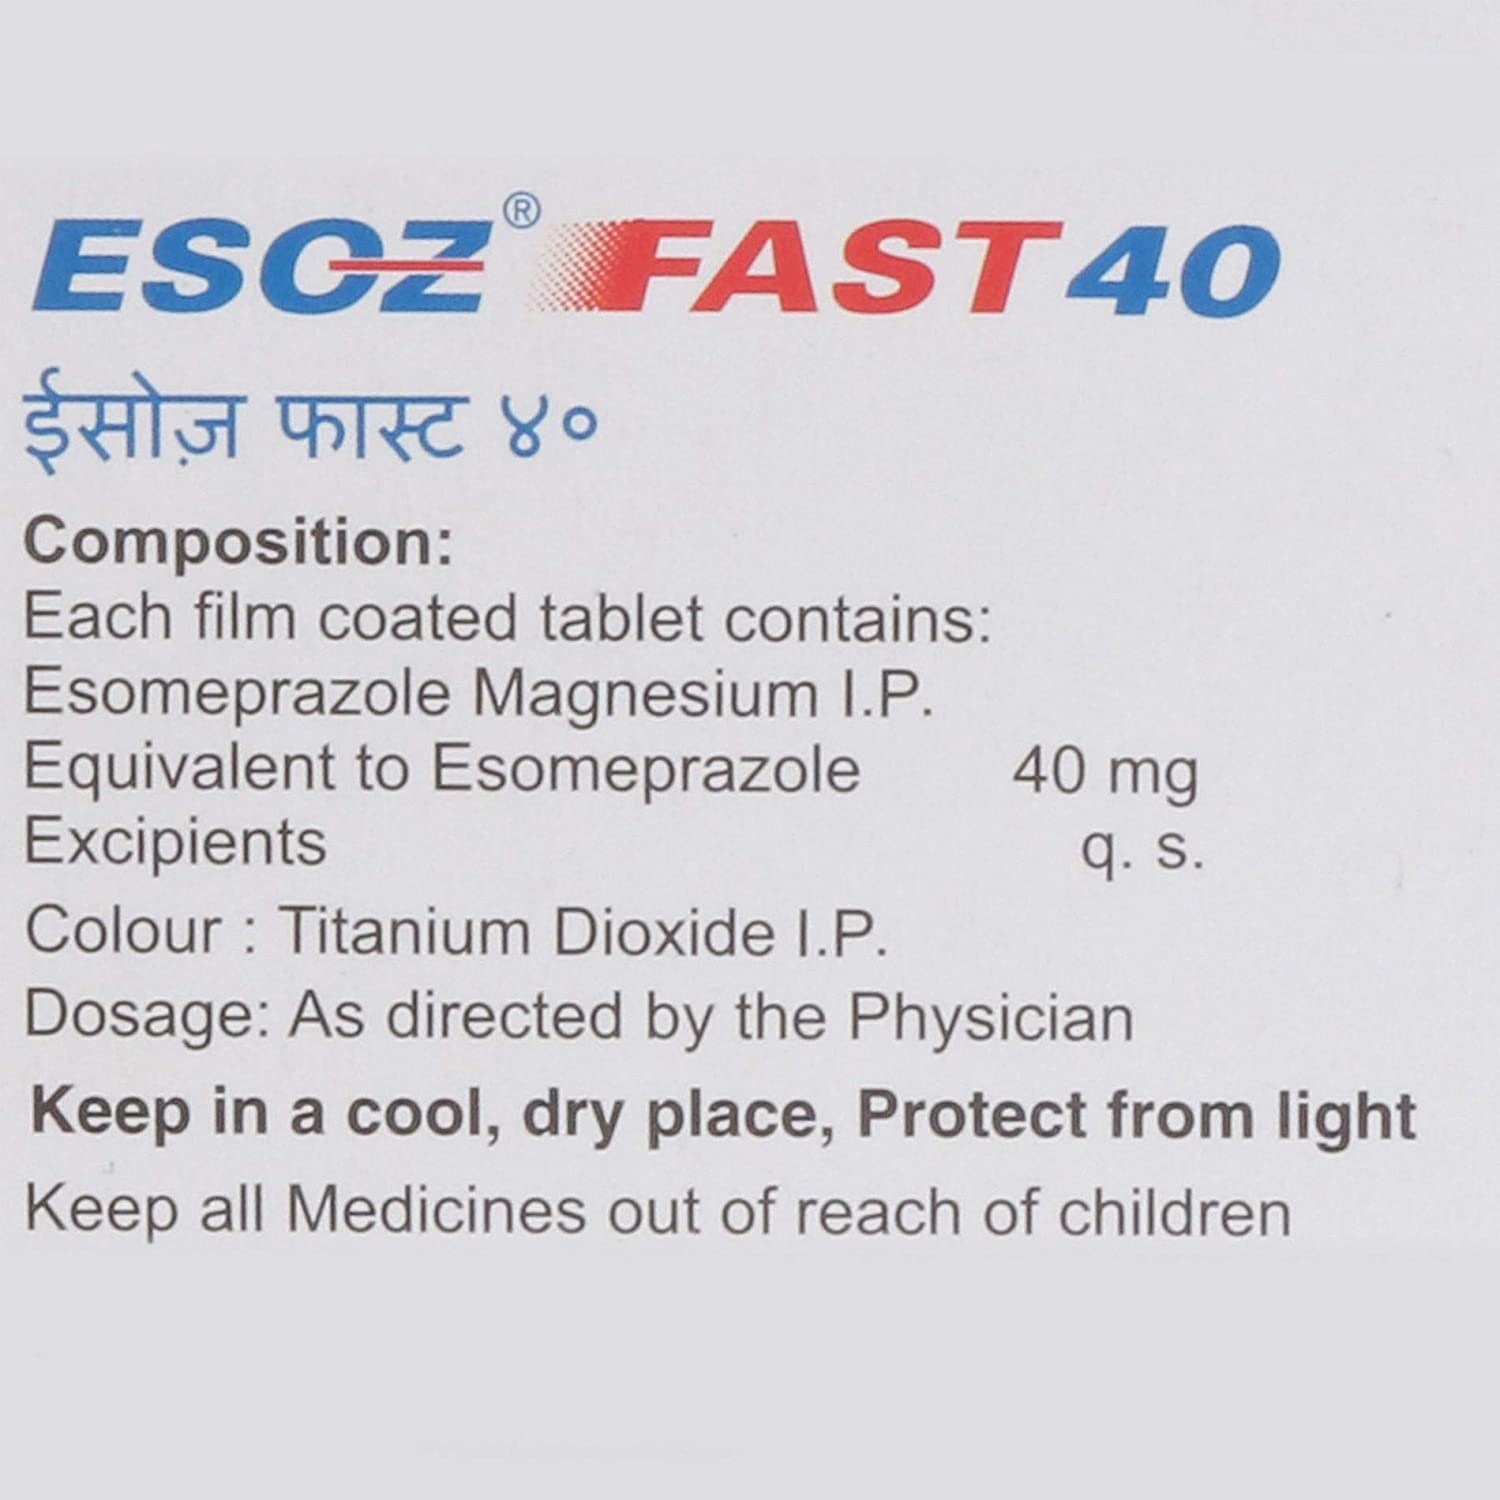 ESOZ® FAST 40
ईसोज़ फास्ट ४०
Composition:
Each film coated tablet contains:
Esomeprazole Magnesium I.P.
Equivalent to Esomeprazole 40 mg
Excipients q. s.
Colour : Titanium Dioxide I.P.
Dosage: As directed by the Physician
Keep in a cool, dry place, Protect from light
Keep all Medicines out of reach of children